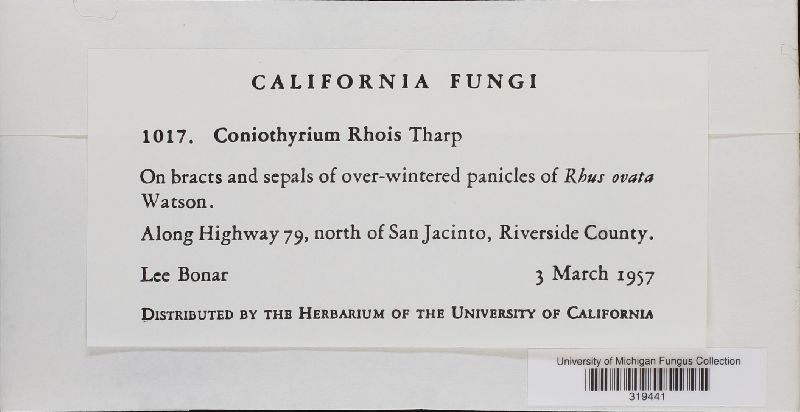 CALIFORNIA FUNGI
1017. Coniothyrium Rhois Tharp
On bracts and sepals of over-wintered panicles of Rhus ovata
Watson.
Along Highway 79, north of San Jacinto, Riverside County.
Lee Bonar 3 March 1957
DISTRIBUTED BY THE HERBARIUM OF THE UNIVERSITY OF CALIFORNIA
University of Michigan Fungus Collection
319441